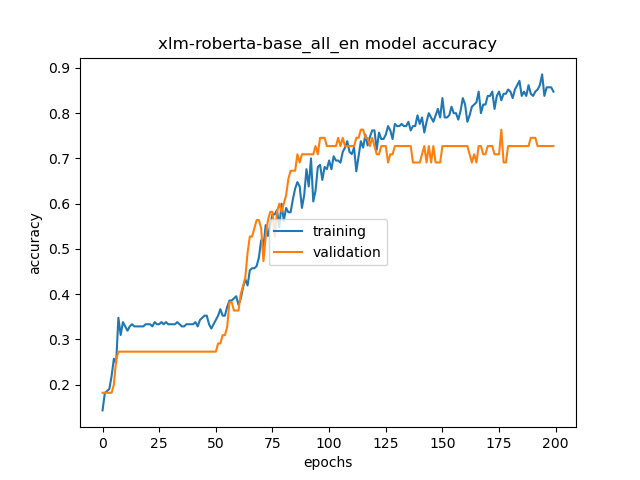 xlm-roberta-base_all_en model accuracy
accuracy
0.9
0.8
0.7
0.6
0.5
0.4
0.3
0.2
training
validation
0 25 50 75 100 125 150 175 200
epochs